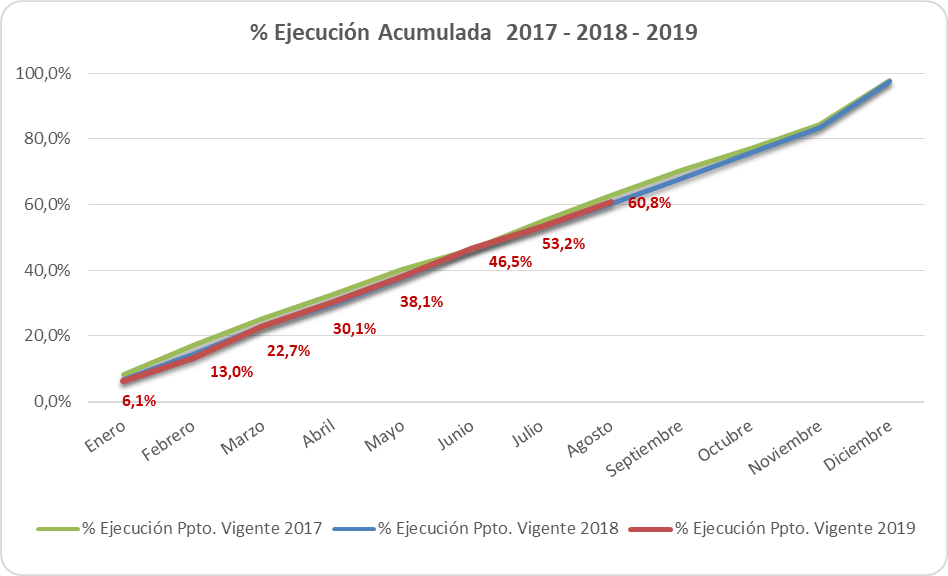 % Ejecución Acumulada 2017 - 2018 - 2019
100,0%
80,0%
60,0%
40,0%
20,0%
0,0%
60,8%
53,2%
46,5%
38,1%
30,1%
22,7%
13,0%
6,1%
Enero
Febrero
Marzo
Abril
Mayo
Junio
Julio
Agosto
Septiembre
Octubre
Noviembre
Diciembre
% Ejecución Ppto. Vigente 2017
% Ejecución Ppto. Vigente 2018
% Ejecución Ppto. Vigente 2019